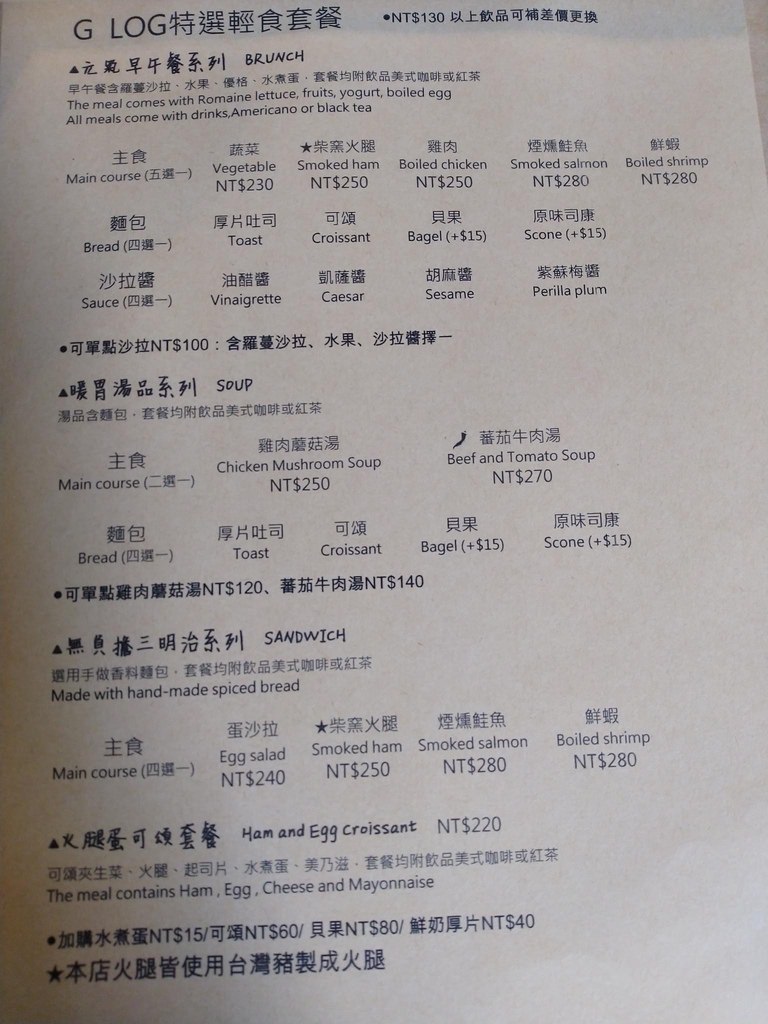 G LOG特選輕食套餐 ●NT$130 以上飲品可補差價更換
▲元氣早午餐系列 BRUNCH
早午餐含羅蔓沙拉、水果、優格、水煮蛋，套餐均附飲品美式咖啡或紅茶
The meal comes with Romaine lettuce, fruits, yogurt, boiled egg
All meals come with drinks,Americano or black tea
主食 蔬菜 ★柴窯火腿 雞肉 煙燻鮭魚 鮮蝦
Main course (五選一) Vegetable Smoked ham Boiled chicken Smoked salmon Boiled shrimp
NT$230 NT$250 NT$250 NT$280 NT$280
麵包 厚片吐司 可頌 貝果 原味司康
Bread (四選一) Toast Croissant Bagel (+$15) Scone (+$15)
沙拉醬 油醋醬 凱薩醬 胡麻醬 紫蘇梅醬
Sauce (四選一) Vinaigrette Caesar Sesame Perilla plum
●可單點沙拉NT$100：含羅蔓沙拉、水果、沙拉醬擇一
▲暖胃湯品系列 SOUP
湯品含麵包，套餐均附飲品美式咖啡或紅茶
主食 雞肉蘑菇湯 蕃茄牛肉湯
Main course (二選一) Chicken Mushroom Soup Beef and Tomato Soup
NT$250 NT$270
麵包 厚片吐司 可頌 貝果 原味司康
Bread (四選一) Toast Croissant Bagel (+$15) Scone (+$15)
●可單點雞肉蘑菇湯NT$120、蕃茄牛肉湯NT$140
▲無負擔三明治系列 SANDWICH
選用手做香料麵包，套餐均附飲品美式咖啡或紅茶
Made with hand-made spiced bread
主食 蛋沙拉 ★柴窯火腿 煙燻鮭魚 鮮蝦
Main course (四選一) Egg salad Smoked ham Smoked salmon Boiled shrimp
NT$240 NT$250 NT$280 NT$280
▲火腿蛋可頌套餐 Ham and Egg Croissant NT$220
可頌夾生菜、火腿、起司片、水煮蛋、美乃滋，套餐均附飲品美式咖啡或紅茶
The meal contains Ham , Egg , Cheese and Mayonnaise
●加購水煮蛋NT$15/可頌NT$60/ 貝果NT$80/ 鮮奶厚片NT$40
★本店火腿皆使用台灣豬製成火腿